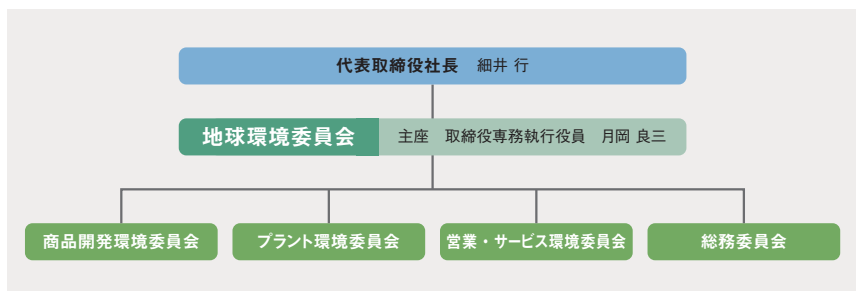 代表取締役社長　細井 行
地球環境委員会　主座　取締役専務執行役員　月岡 良三
商品開発環境委員会　プラント環境委員会　営業・サービス環境委員会　総務委員会